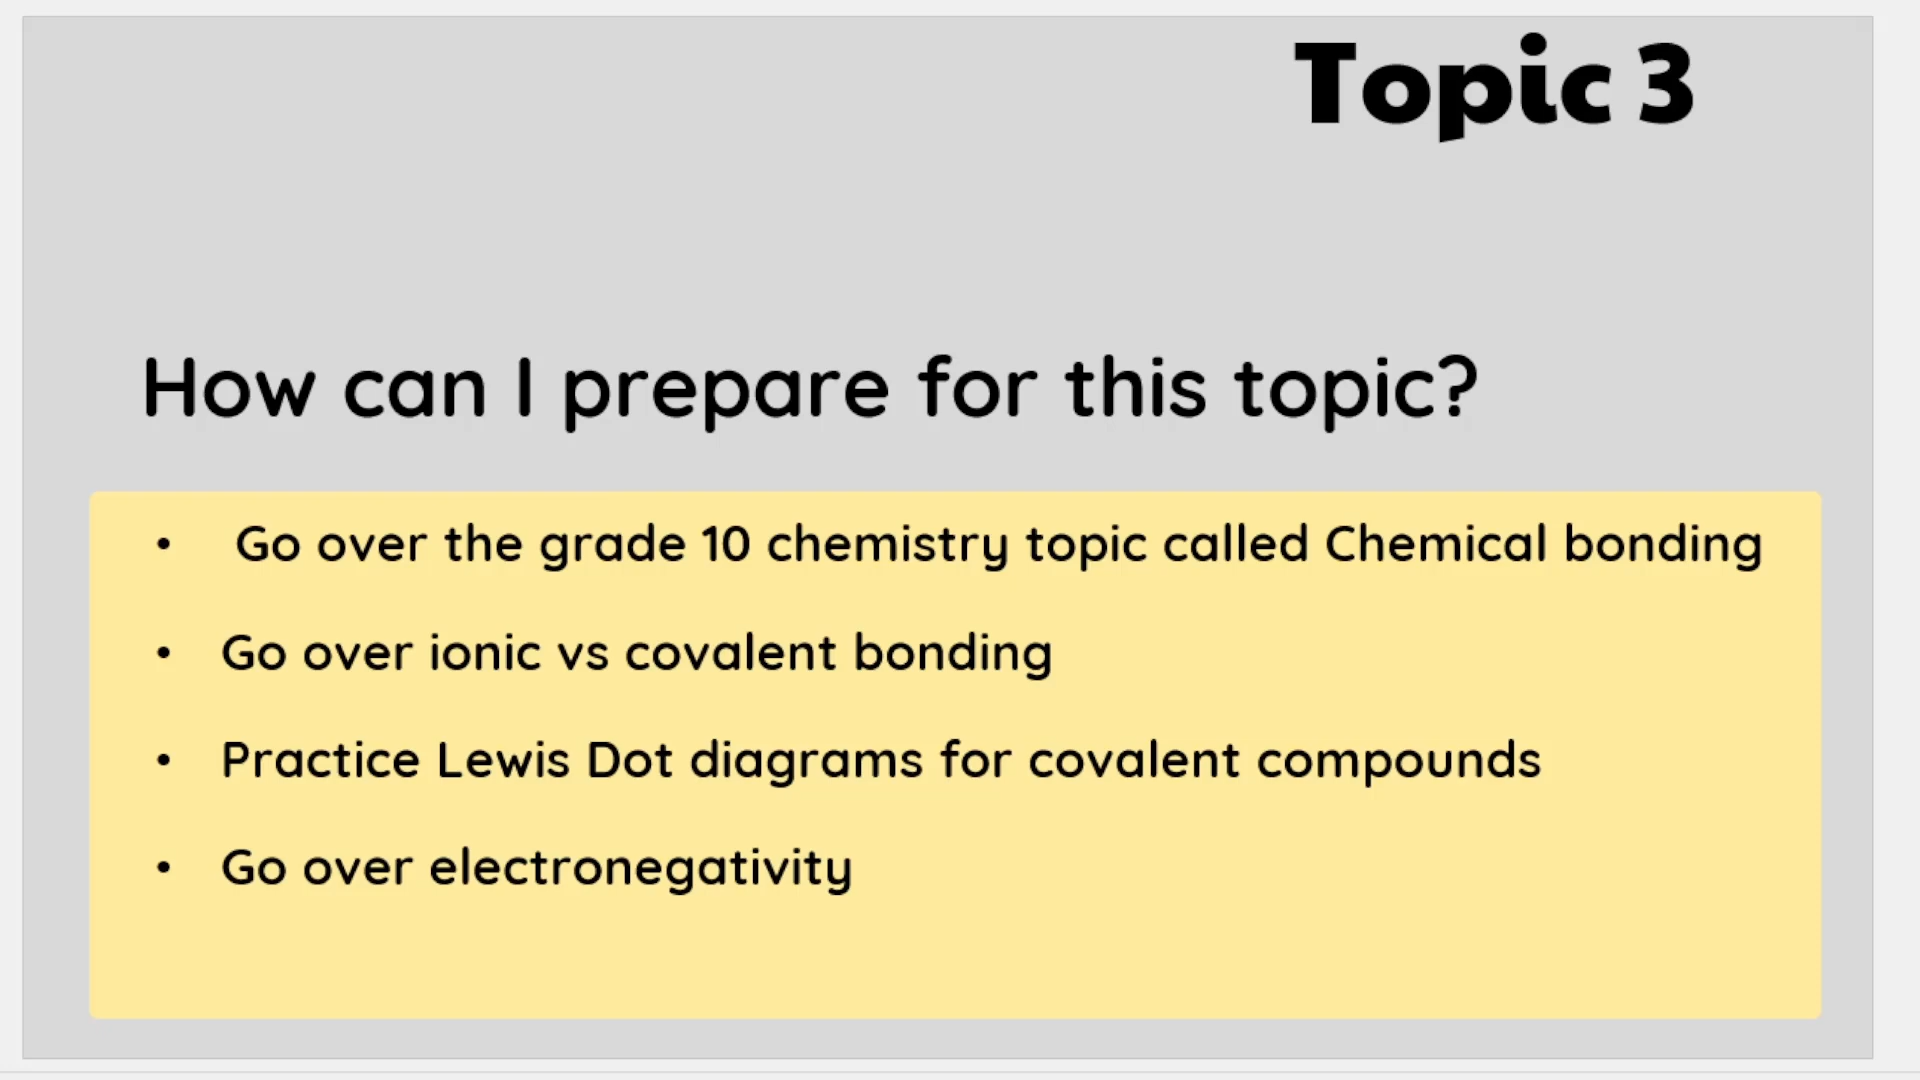 Topic 3
How can I prepare for this topic?
• Go over the grade 10 chemistry topic called Chemical bonding
• Go over ionic vs covalent bonding
• Practice Lewis Dot diagrams for covalent compounds
• Go over electronegativity